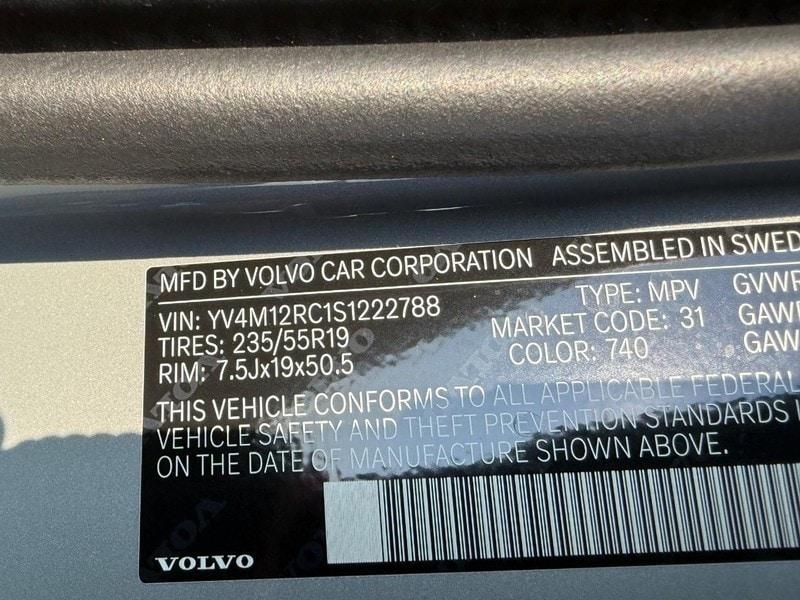 MFD BY VOLVO CAR CORPORATION ASSEMBLED IN SWED
VIN: YV4M12RC1S1222788 TYPE: MPV GVWR
TIRES: 235/55R19 MARKET CODE: 31 GAW
RIM: 7.5Jx19x50.5 COLOR: 740 GAW
THIS VEHICLE CONFORMS TO ALL APPLICABLE FEDERAL
VEHICLE SAFETY AND THEFT PREVENTION STANDARDS
ON THE DATE OF MANUFACTURE SHOWN ABOVE.
VOLVO